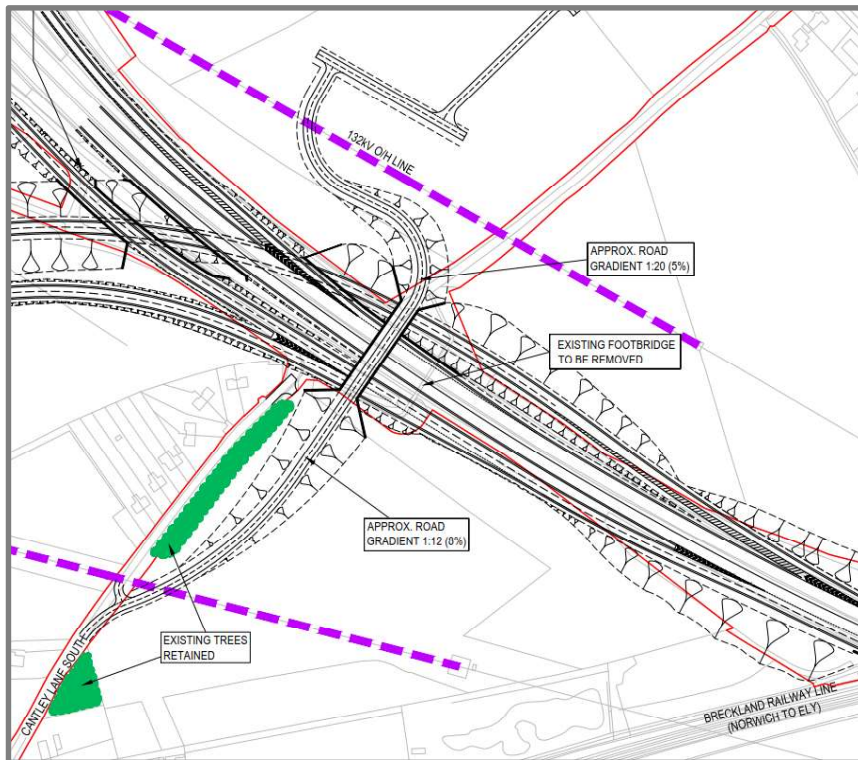 132kV O/H LINE
APPROX. ROAD
GRADIENT 1:20 (5%)
EXISTING FOOTBRIDGE
TO BE REMOVED
APPROX. ROAD
GRADIENT 1:12 (8%)
EXISTING TREES
RETAINED
CANTLEY LANE SOUTH
BRECKLAND RAILWAY LINE
(NORWICH TO ELY)